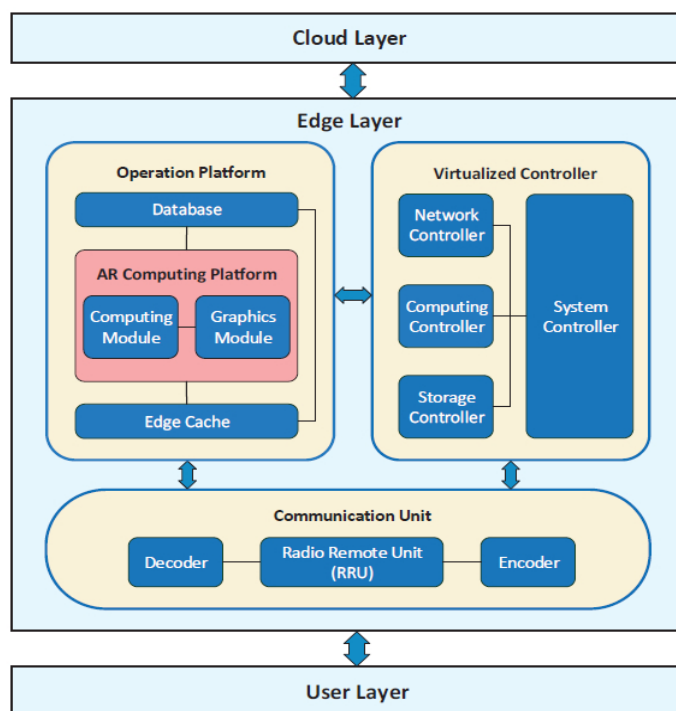 Cloud Layer
Edge Layer
Operation Platform
Database
AR Computing Platform
Computing
Module
Graphics
Module
Edge Cache
Virtualized Controller
Network
Controller
Computing
Controller
Storage
Controller
System
Controller
Communication Unit
Decoder
Radio Remote Unit
(RRU)
Encoder
User Layer